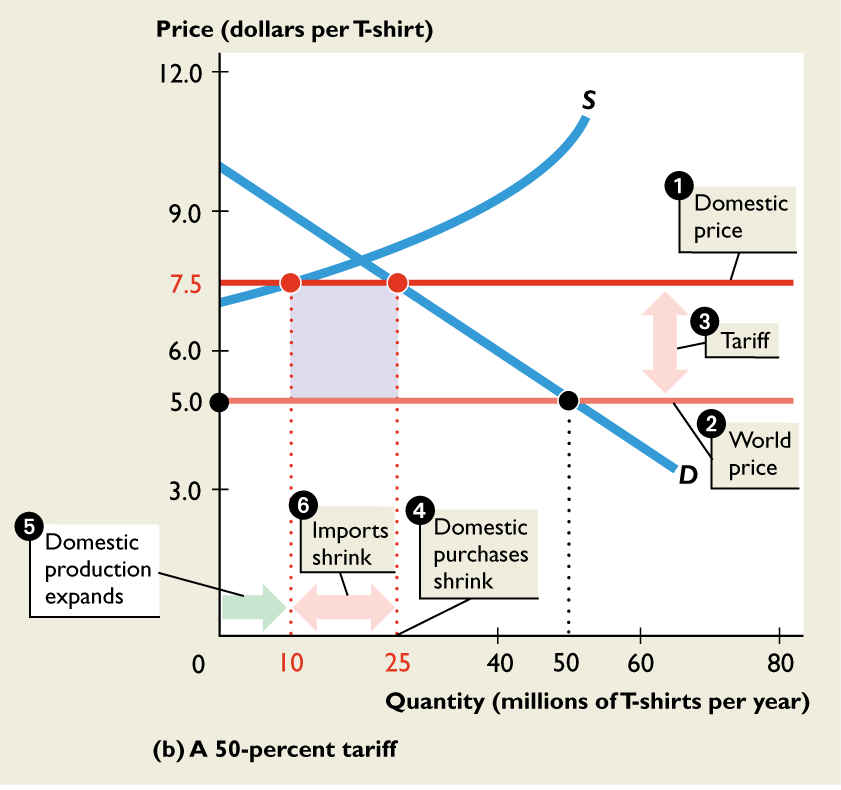 Price (dollars per T-shirt)
12.0
S
1
Domestic
price
9.0
7.5
3
Tariff
6.0
5.0
2
World
price
D
3.0
6
Imports
shrink
4
Domestic
purchases
shrink
5
Domestic
production
expands
0
10
25
40
50
60
80
Quantity (millions of T-shirts per year)
(b) A 50-percent tariff